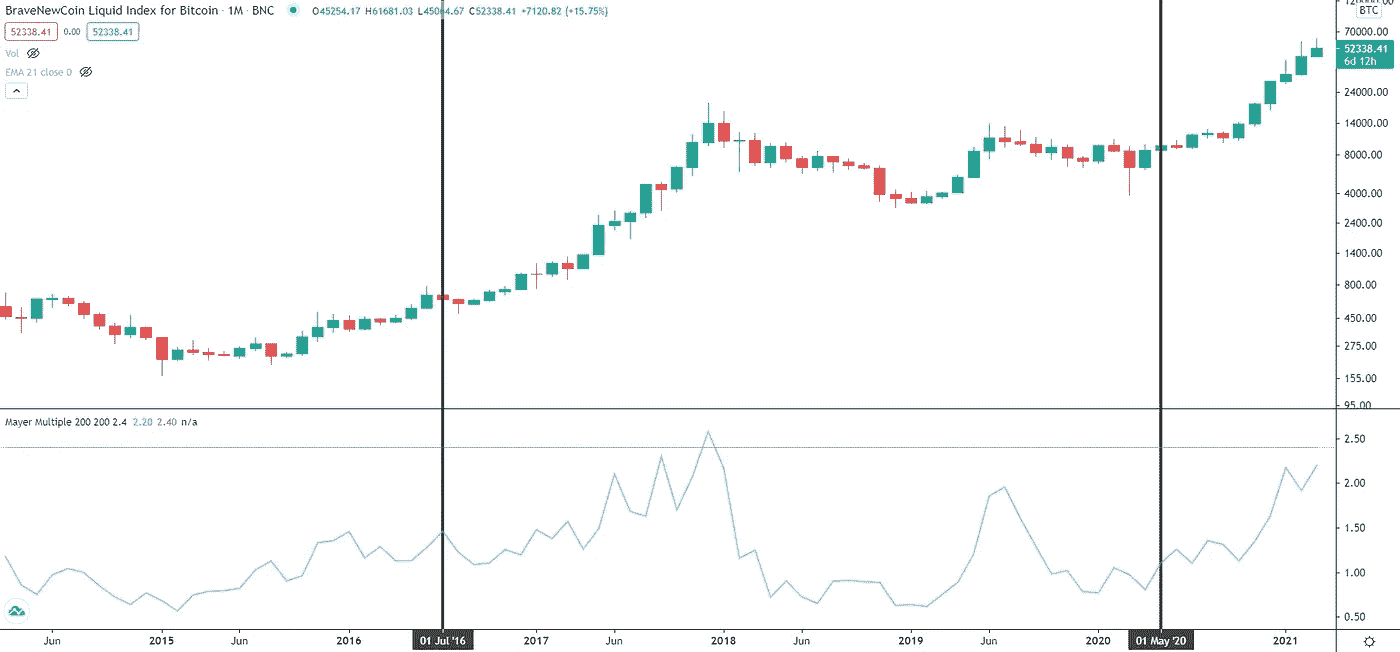 BraveNewCoin Liquid Index for Bitcoin · 1M · BNC O45254.17 H61681.03 L45064.67 C52338.41 +7120.82 (+15.75%)
52338.41 0.00 52338.41
Vol
EMA 21 close 0
BTC
70000.00
52338.41
6d 12h
24000.00
14000.00
8000.00
4000.00
2400.00
1400.00
800.00
450.00
275.00
155.00
95.00
Mayer Multiple 200 200 2.4 2.20 2.40 n/a
2.50
2.00
1.50
1.00
0.50
Jun 2015 Jun 2016 01 Jul '16 2017 Jun 2018 Jun 2019 Jun 2020 01 May '20 2021